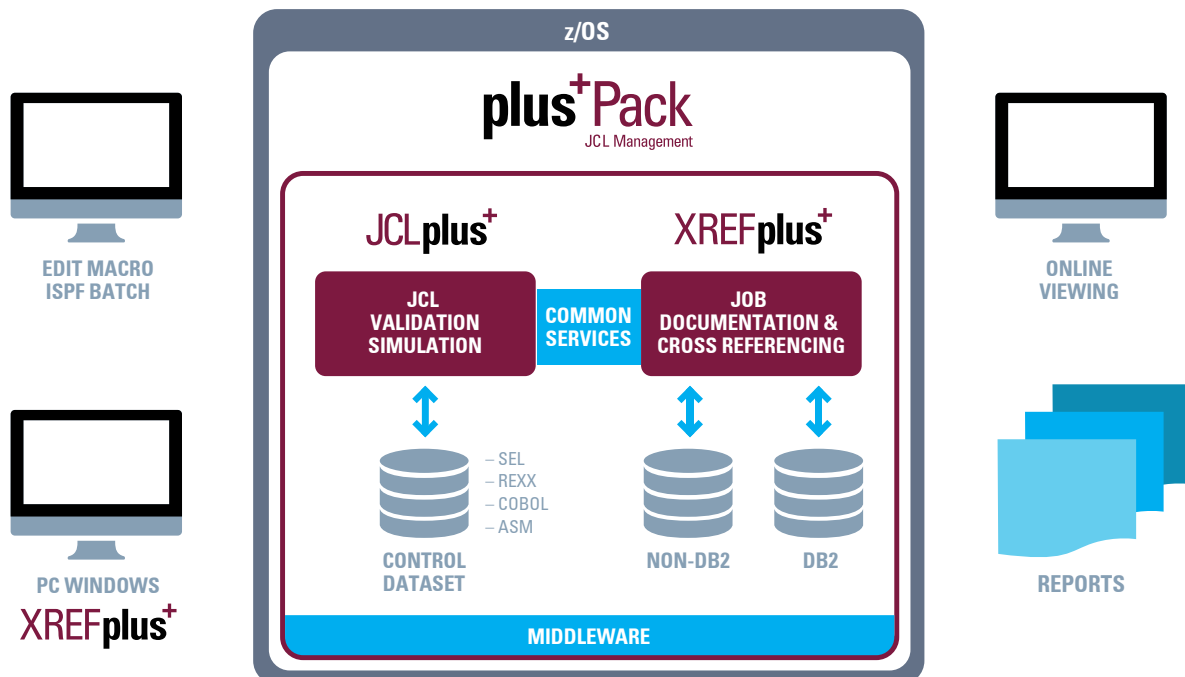 z/OS
plus+Pack
JCL Management
EDIT MACRO
ISPF BATCH
PC WINDOWS
XREFplus+
JCLplus+
JCL
VALIDATION
SIMULATION
COMMON
SERVICES
XREFplus+
JOB
DOCUMENTATION &
CROSS REFERENCING
– SEL
– REXX
– COBOL
– ASM
CONTROL
DATASET
NON-DB2
DB2
MIDDLEWARE
ONLINE
VIEWING
REPORTS